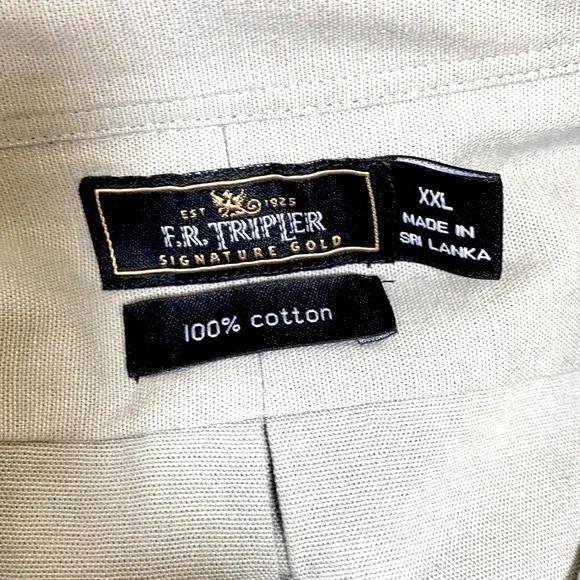 EST 1925
F.R. TRIPLER
SIGNATURE GOLD
XXL
MADE IN
SRI LANKA
100% cotton